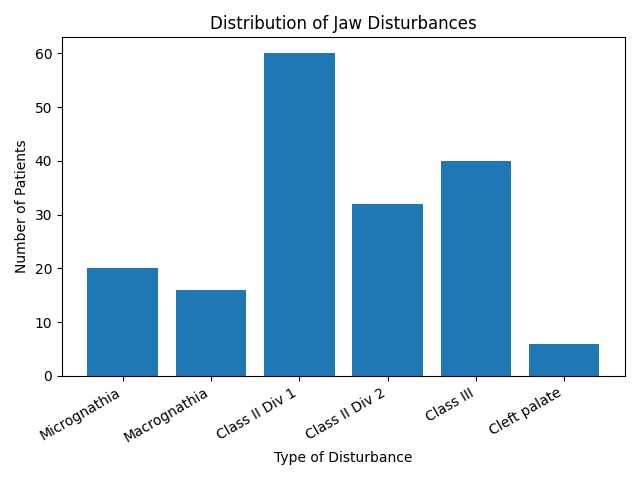 Distribution of Jaw Disturbances
Number of Patients
60
50
40
30
20
10
0
Micrognathia
Macrognathia
Class II Div 1
Class II Div 2
Class III
Cleft palate
Type of Disturbance